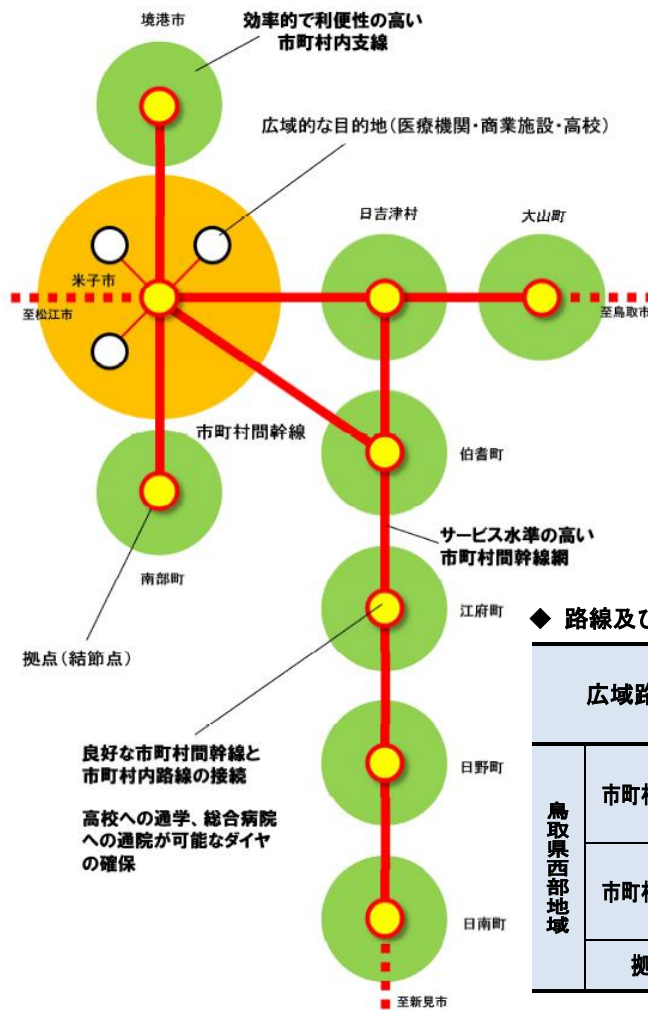 境港市
効率的で利便性の高い
市町村内支線
広域的な目的地(医療機関・商業施設・高校)
日吉津村
大山町
米子市
至松江市
至鳥取市
市町村間幹線
伯耆町
サービス水準の高い
市町村間幹線網
南部町
江府町
◆ 路線及び
拠点(結節点)
広域路
良好な市町村間幹線と
市町村内路線の接続
日野町
高校への通学、総合病院
への通院が可能なダイヤ
の確保
鳥取県西部地域
市町村
市町村
拠
日南町
至新見市